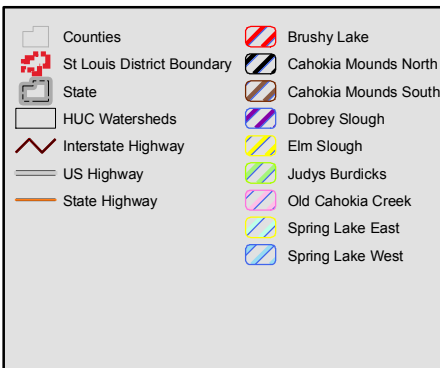 Counties
St Louis District Boundary
State
HUC Watersheds
Interstate Highway
US Highway
State Highway
Brushy Lake
Cahokia Mounds North
Cahokia Mounds South
Dobrey Slough
Elm Slough
Judys Burdicks
Old Cahokia Creek
Spring Lake East
Spring Lake West